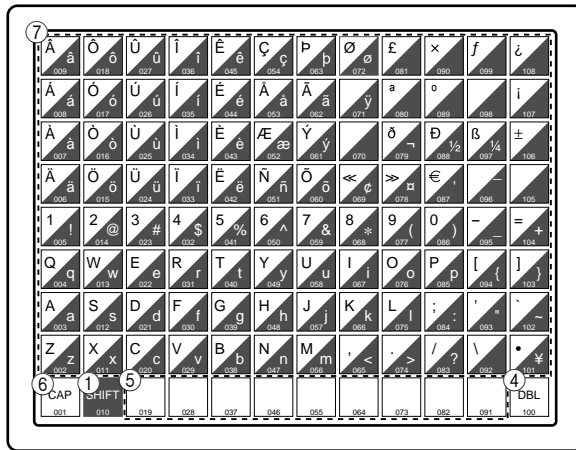 ⑦
Â â Ô ô Û û Î î Ê ê Ç ç Þ þ Ø ø £ × ƒ ¿
009 018 027 036 045 054 063 072 081 090 099 108
Á á Ó ó Ú ú Í í É é Å å Ã ã ÿ ª º ¡
008 017 026 035 044 053 062 071 080 089 098 107
À à Ò ò Ù ù Ì ì È è Æ æ Ý ý ð ¬ Ð ½ ß ¼ ±
007 016 025 034 043 052 061 070 079 088 097 106
Ä ä Ö ö Ü ü Ï ï Ë ë Ñ ñ Õ õ ≪ ¢ ≫ ¤ € , –
006 015 024 033 042 051 060 069 078 087 096 105
1 ! 2 @ 3 # 4 $ 5 % 6 ^ 7 & 8 * 9 ( 0 ) – _ = +
005 014 023 032 041 050 059 068 077 086 095 104
Q q W w E e R r T t Y y U u I i O o P p [ { ] }
004 013 022 031 040 049 058 067 076 085 094 103
A a S s D d F f G g H h J j K k L l ; : ' " ` ~
003 012 021 030 039 048 057 066 075 084 093 102
Z z X x C c V v B b N n M m , < . > / ? \ • ¥
002 011 020 029 038 047 056 065 074 083 092 101
⑥ ① ⑤ ④
CAP SHIFT DBL
001 010 019 028 037 046 055 064 073 082 091 100